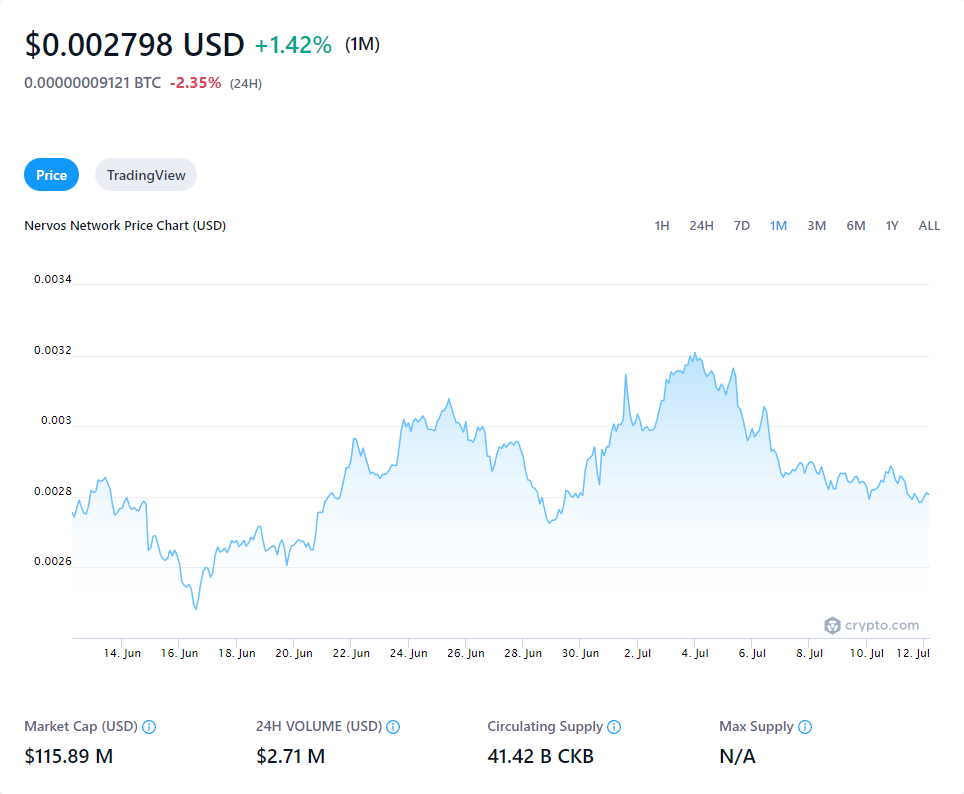 $0.002798 USD +1.42% (1M)
0.00000009121 BTC -2.35% (24H)
Price TradingView
Nervos Network Price Chart (USD) 1H 24H 7D 1M 3M 6M 1Y ALL
0.0034
0.0032
0.003
0.0028
0.0026
crypto.com
14. Jun 16. Jun 18. Jun 20. Jun 22. Jun 24. Jun 26. Jun 28. Jun 30. Jun 2. Jul 4. Jul 6. Jul 8. Jul 10. Jul 12. Jul
Market Cap (USD) 24H VOLUME (USD) Circulating Supply Max Supply
$115.89 M $2.71 M 41.42 B CKB N/A